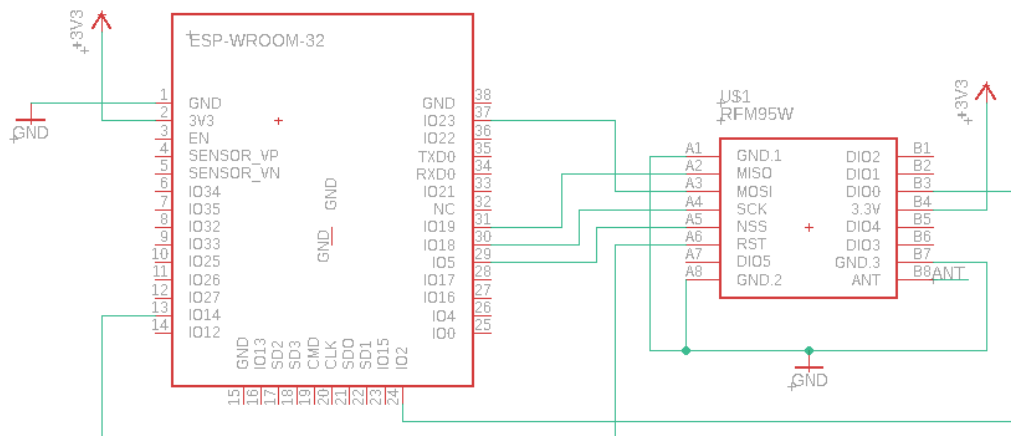 +3V3
GND
ESP-WROOM-32
1 GND
2 3V3
3 EN
4 SENSOR_VP
5 SENSOR_VN
6 IO34
7 IO35
8 IO32
9 IO33
10 IO25
11 IO26
12 IO27
13 IO14
14 IO12
GND
GND
GND 38
IO23 37
IO22 36
TXD0 35
RXD0 34
IO21 33
NC 32
IO19 31
IO18 30
IO5 29
IO17 28
IO16 27
IO4 26
IO0 25
GND 15
IO13 16
SD2 17
SD3 18
CMD 19
CLK 20
SD0 21
SD1 22
IO15 23
IO2 24
U$1
RFM95W
A1 GND.1
A2 MISO
A3 MOSI
A4 SCK
A5 NSS
A6 RST
A7 DIO5
A8 GND.2
DIO2 B1
DIO1 B2
DIO0 B3
3.3V B4
DIO4 B5
DIO3 B6
GND.3 B7
ANT B8
ANT
+3V3
GND